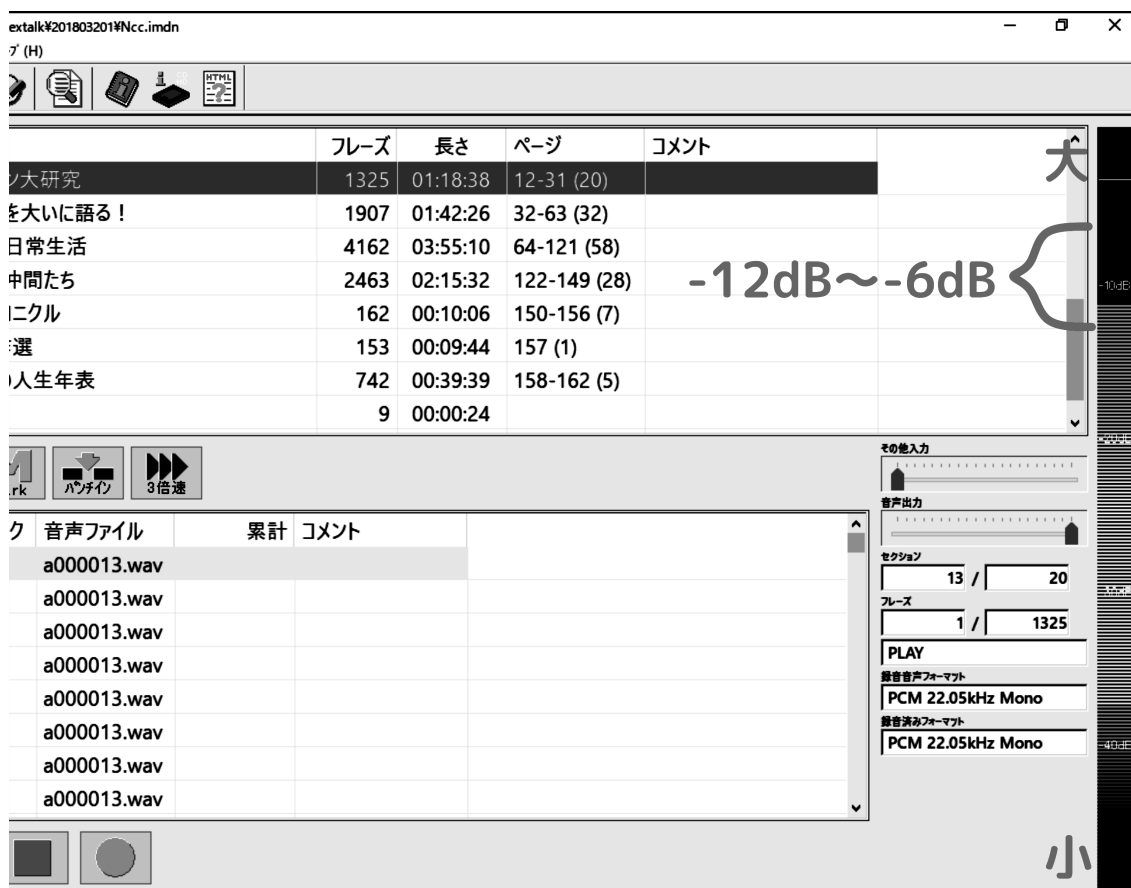 extalk¥201803201¥Ncc.imdn
ﾌﾟ(H)
HTML
フレーズ 長さ ページ コメント
大
ン大研究 1325 01:18:38 12-31 (20)
を大いに語る！ 1907 01:42:26 32-63 (32)
日常生活 4162 03:55:10 64-121 (58)
仲間たち 2463 02:15:32 122-149 (28)
-12dB～-6dB
-10dB
ニクル 162 00:10:06 150-156 (7)
選 153 00:09:44 157 (1)
人生年表 742 00:39:39 158-162 (5)
9 00:00:24
その他入力
rk ﾊﾟﾝﾁｲﾝ 3倍速
音声出力
ク 音声ファイル 累計 コメント
セクション
13 / 20
フレーズ
1 / 1325
PLAY
録音音声フォーマット
PCM 22.05kHz Mono
録音済みフォーマット
PCM 22.05kHz Mono
-40dB
a000013.wav
a000013.wav
a000013.wav
a000013.wav
a000013.wav
a000013.wav
a000013.wav
a000013.wav
小